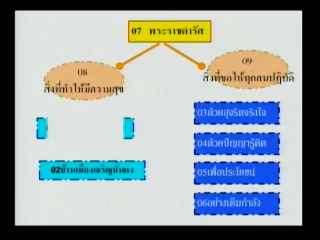 07 พระราชดำรัส
08
สิ่งที่ทำให้มีความสุข
09
สิ่งที่ขอให้ทุกคนปฏิบัติ
02บ้านเมืองเจริญมั่นคง
03ด้วยสุจริตจริงใจ
04ด้วยปัญญารู้คิด
05เพื่อประโยชน์
06อย่างเต็มกำลัง